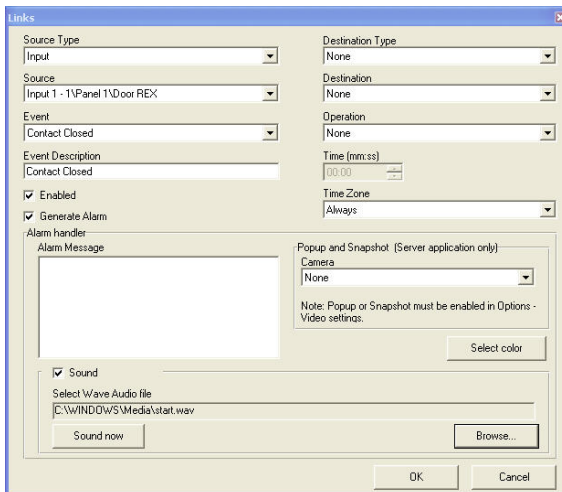 Links
Source Type
Input
Source
Input 1 - 1\Panel 1\Door REX
Event
Contact Closed
Event Description
Contact Closed
Enabled
Generate Alarm
Destination Type
None
Destination
None
Operation
None
Time (mm:ss)
00:00
Time Zone
Always
Alarm handler
Alarm Message
Popup and Snapshot (Server application only)
Camera
None
Note: Popup or Snapshot must be enabled in Options -
Video settings.
Select color
Sound
Select Wave Audio file
C:\WINDOWS\Media\start.wav
Sound now
Browse...
OK
Cancel